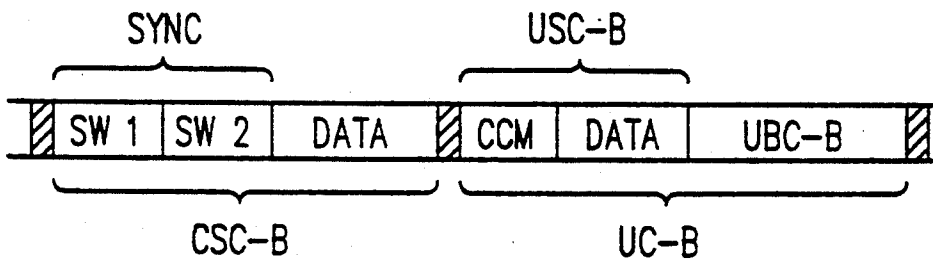 SYNC USC-B
SW 1 SW 2 DATA CCM DATA UBC-B
CSC-B UC-B